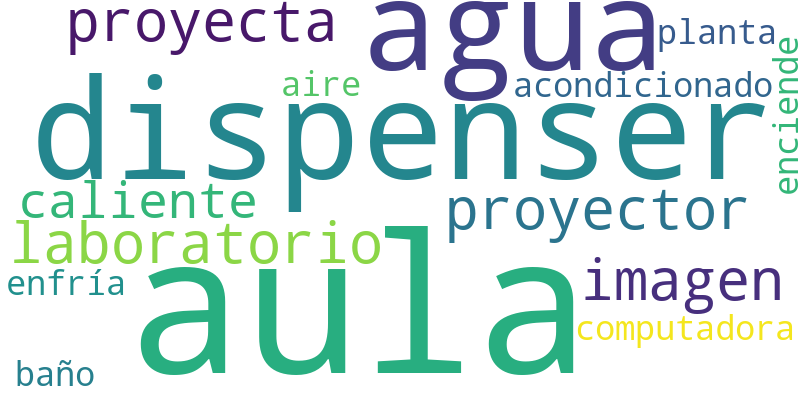 proyecta
agua
planta
aire
acondicionado
enciende
dispenser
caliente
proyector
laboratorio
aula
imagen
enfría
computadora
baño